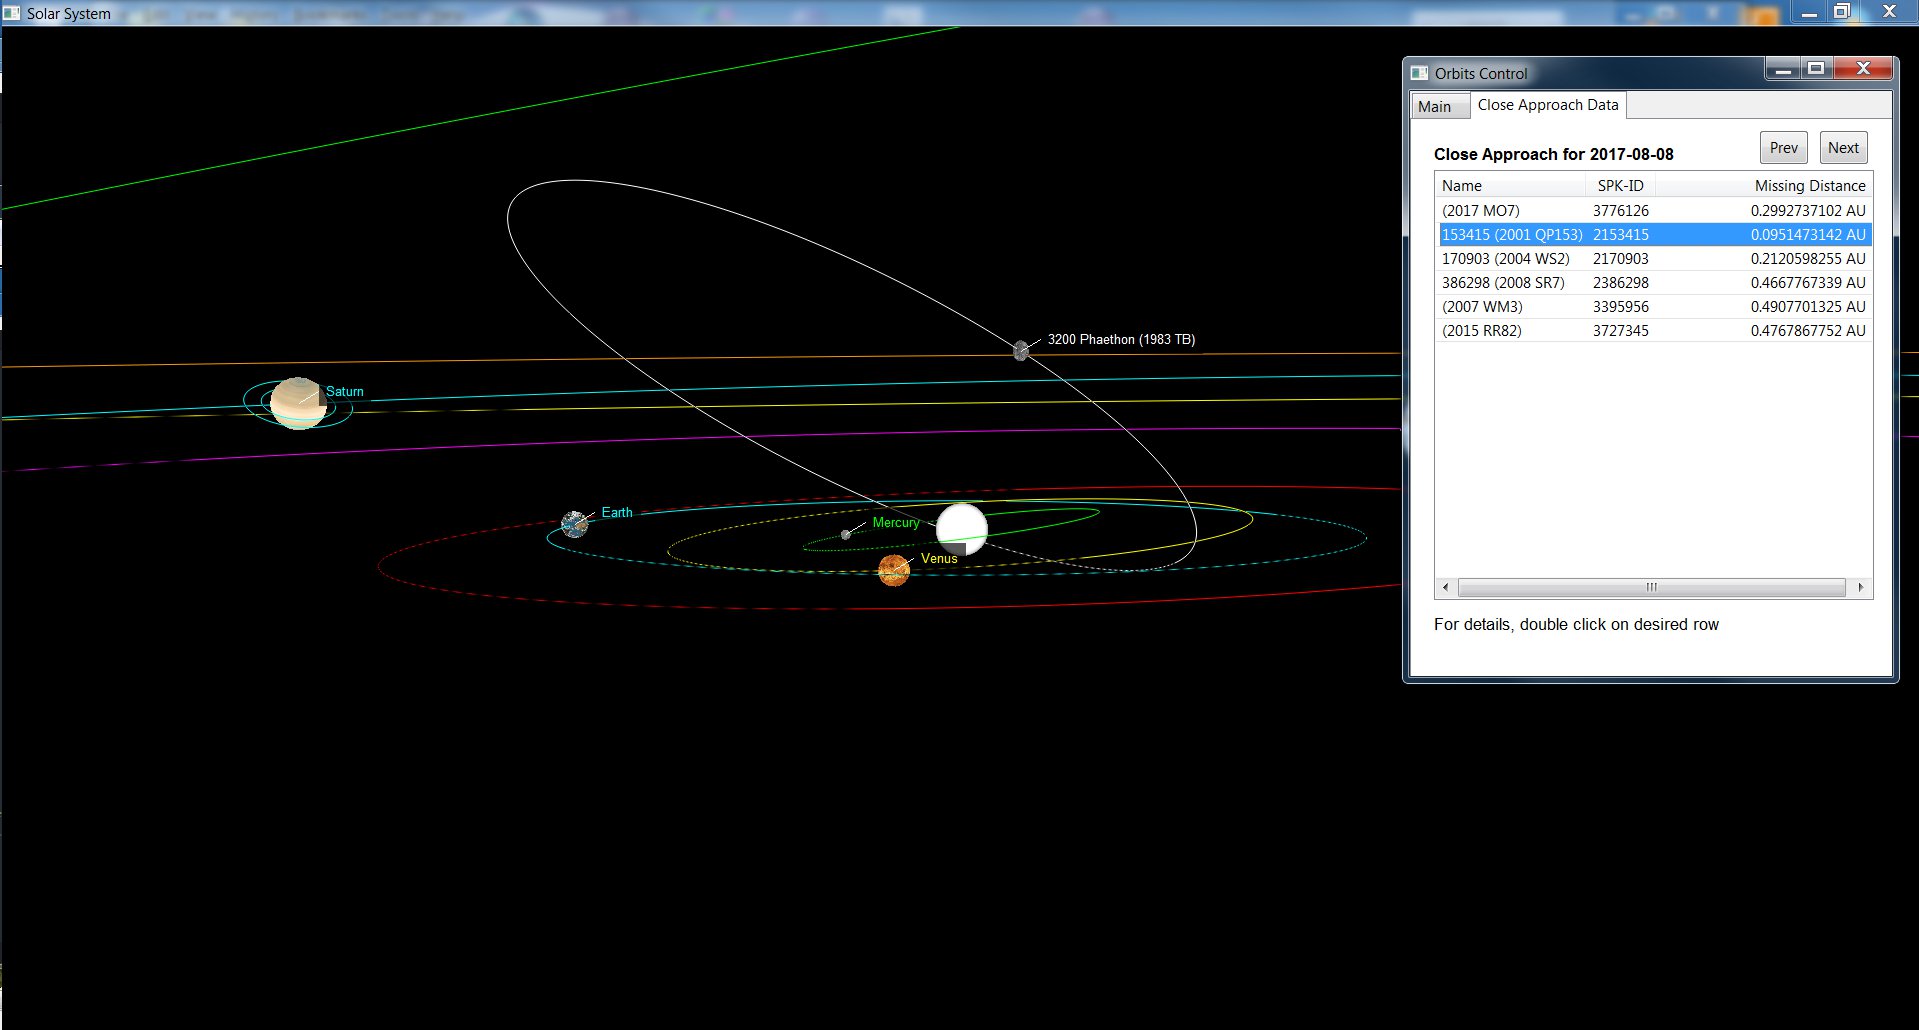 Solar System
3200 Phaethon (1983 TB)
Saturn
Earth
Mercury
Venus
Orbits Control
Main
Close Approach Data
Close Approach for 2017-08-08
Prev
Next
Name SPK-ID Missing Distance
(2017 MO7) 3776126 0.2992737102 AU
153415 (2001 QP153) 2153415 0.0951473142 AU
170903 (2004 WS2) 2170903 0.2120598255 AU
386298 (2008 SR7) 2386298 0.4667767339 AU
(2007 WM3) 3395956 0.4907701325 AU
(2015 RR82) 3727345 0.4767867752 AU
For details, double click on desired row